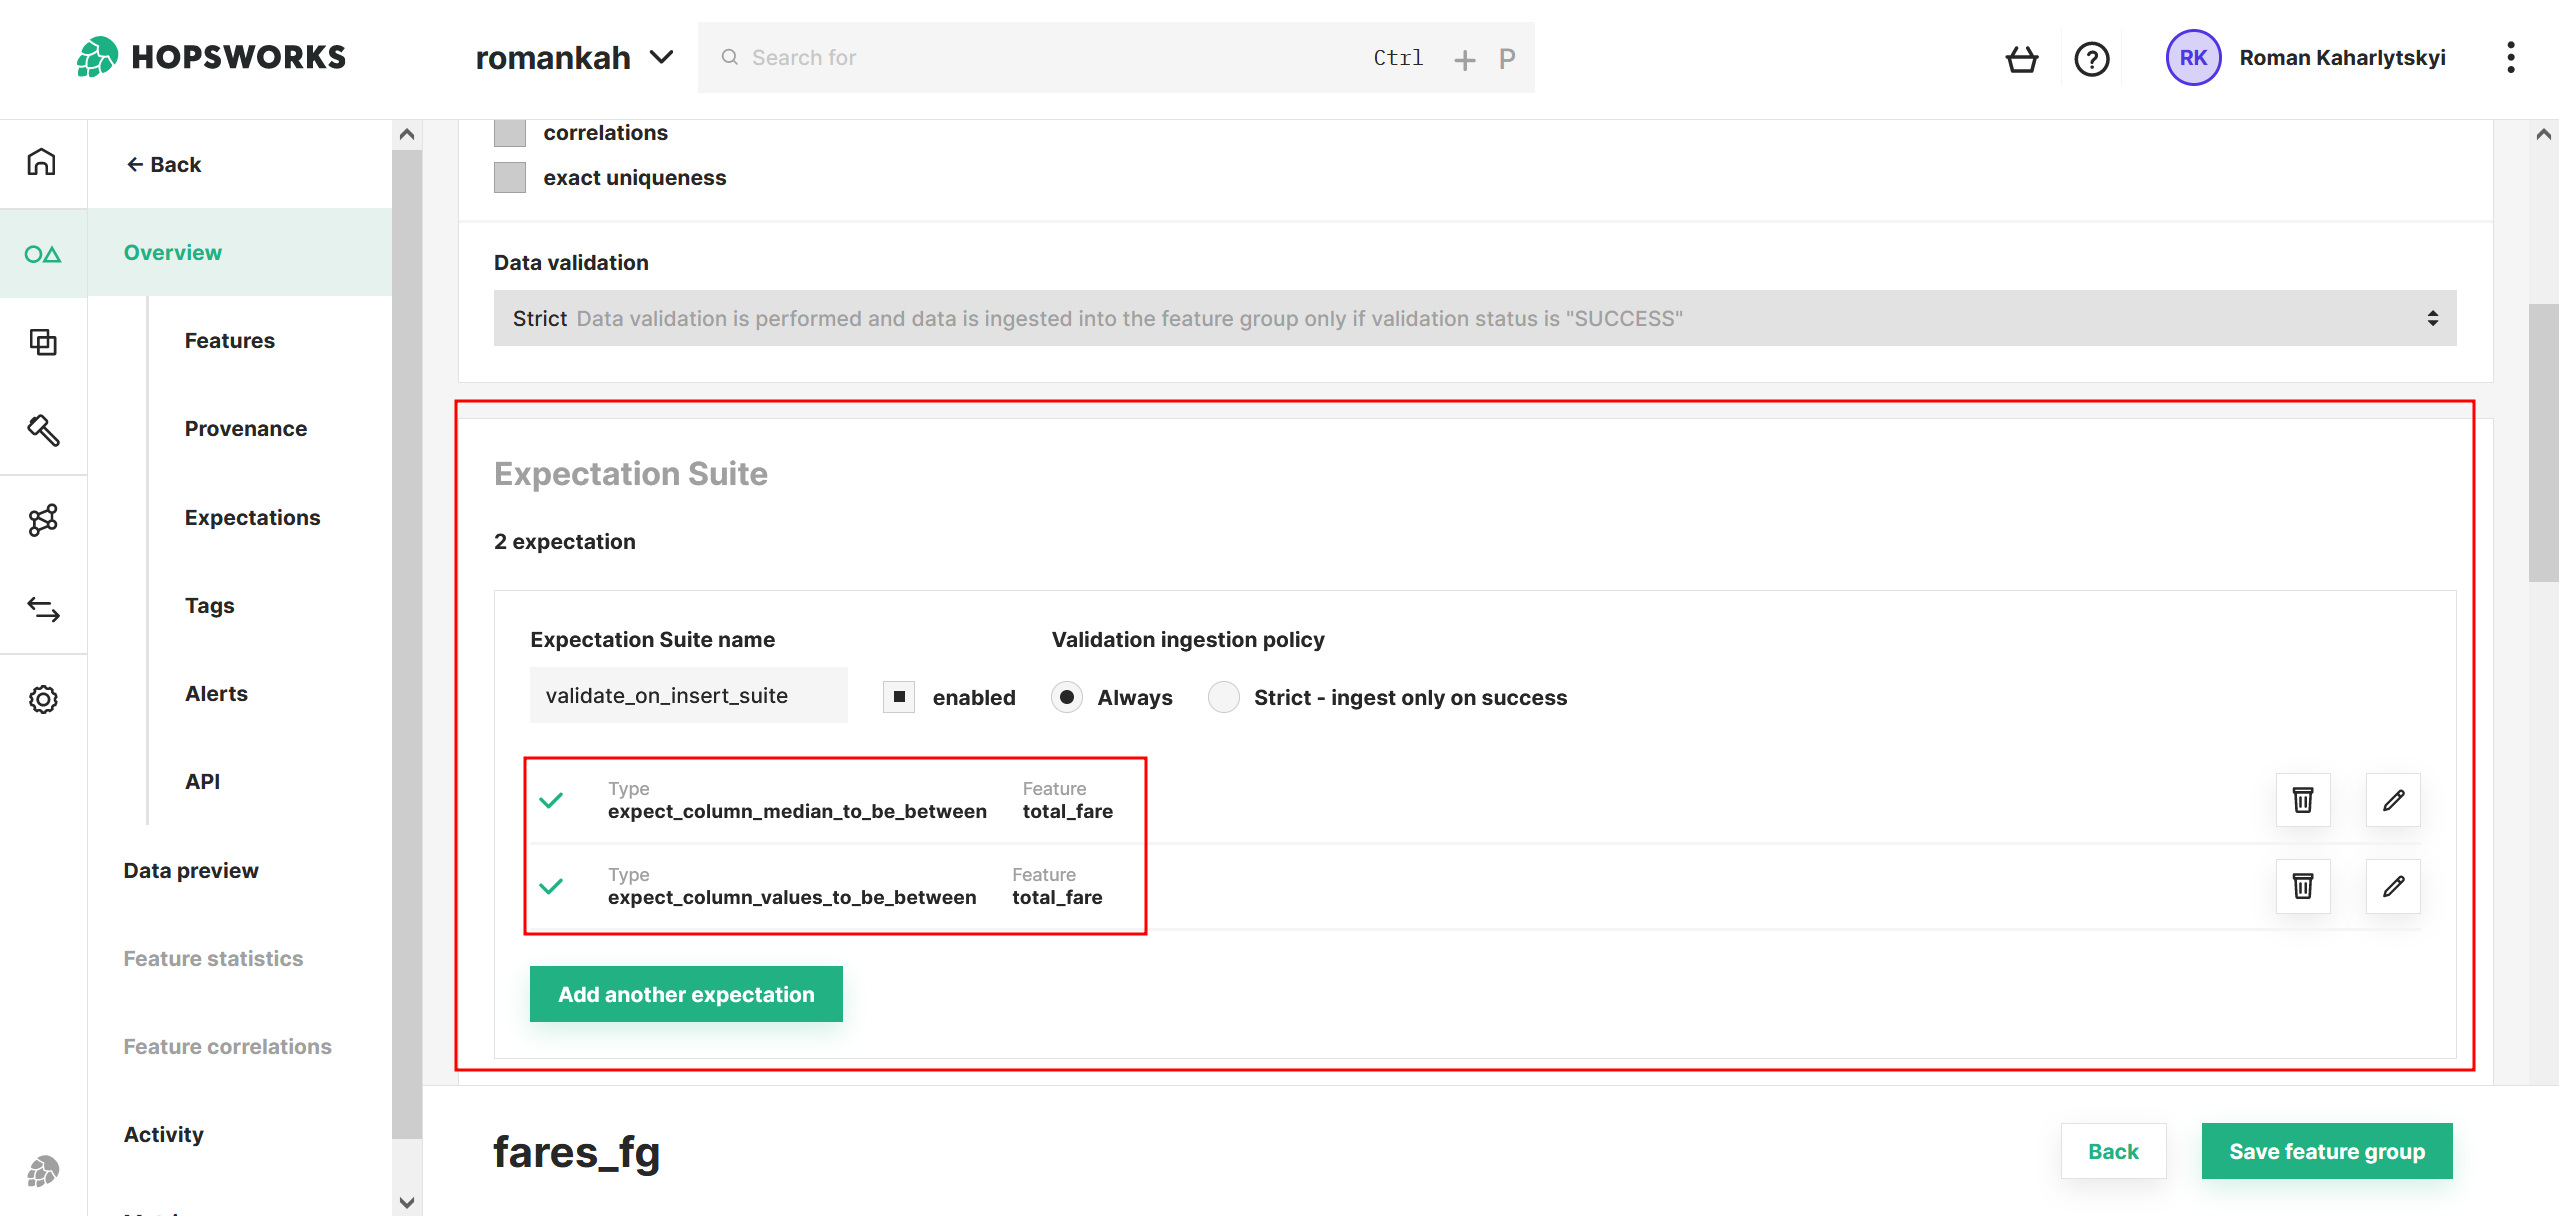 HOPSWORKS
romankah
Search for
Ctrl + P
RK
Roman Kaharlytskyi
← Back
Overview
Features
Provenance
Expectations
Tags
Alerts
API
Data preview
Feature statistics
Feature correlations
Activity
correlations
exact uniqueness
Data validation
Strict Data validation is performed and data is ingested into the feature group only if validation status is "SUCCESS"
Expectation Suite
2 expectation
Expectation Suite name
Validation ingestion policy
validate_on_insert_suite
enabled
Always
Strict - ingest only on success
Type
Feature
expect_column_median_to_be_between
total_fare
Type
Feature
expect_column_values_to_be_between
total_fare
Add another expectation
fares_fg
Back
Save feature group